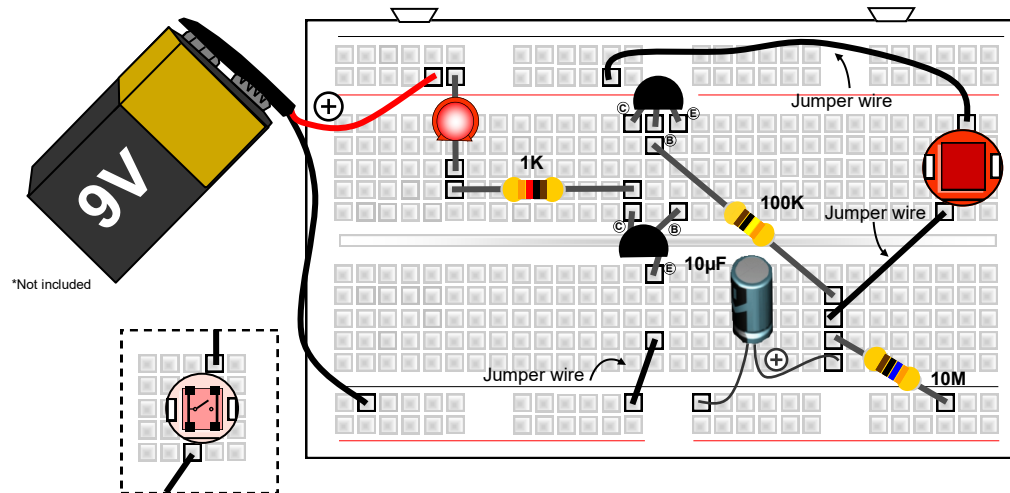 Jumper wire
C
E
B
1K
9V
100K
Jumper wire
C
B
E
10µF
*Not included
Jumper wire
10M